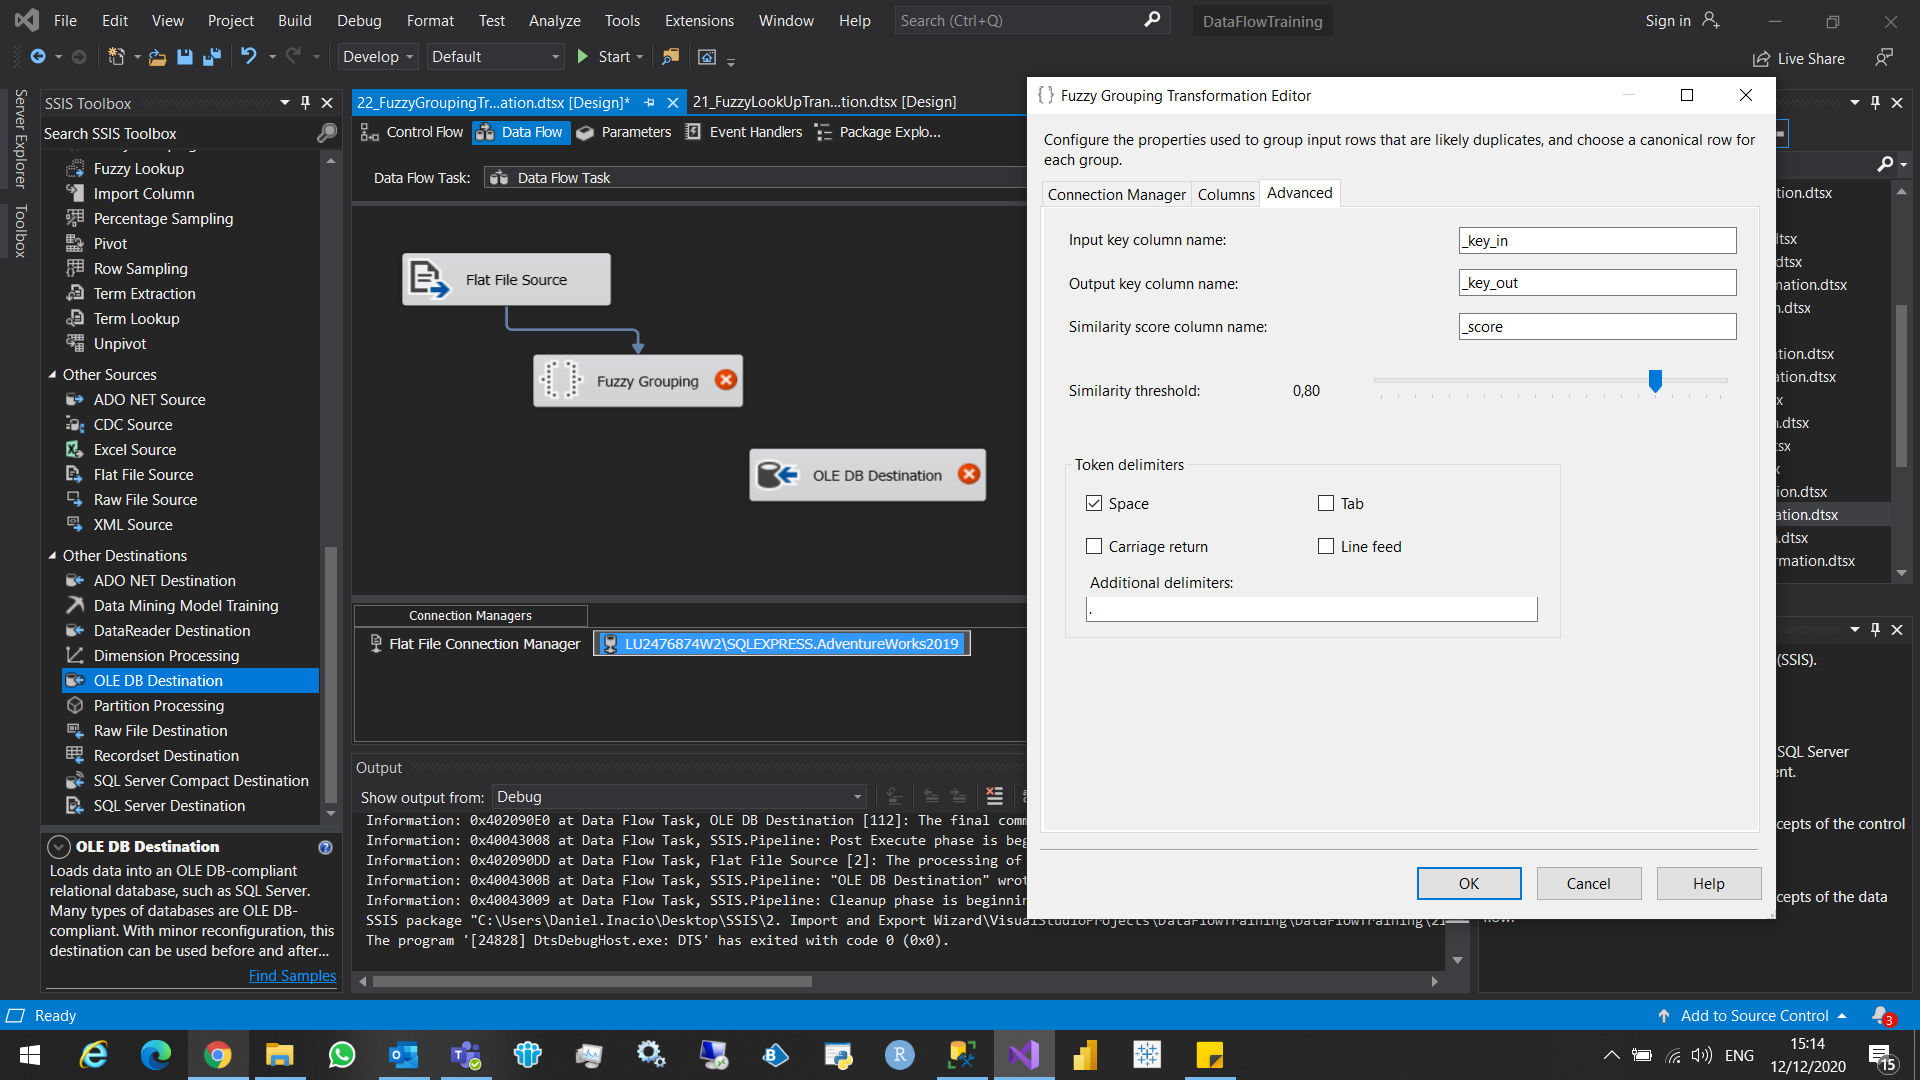 File Edit View Project Build Debug Format Test Analyze Tools Extensions Window Help Search (Ctrl+Q) DataFlowTraining Sign in
Develop Default Start Live Share
Server Explorer
Toolbox
SSIS Toolbox
Search SSIS Toolbox
Fuzzy Lookup
Import Column
Percentage Sampling
Pivot
Row Sampling
Term Extraction
Term Lookup
Unpivot
Other Sources
ADO NET Source
CDC Source
Excel Source
Flat File Source
Raw File Source
XML Source
Other Destinations
ADO NET Destination
Data Mining Model Training
DataReader Destination
Dimension Processing
OLE DB Destination
Partition Processing
Raw File Destination
Recordset Destination
SQL Server Compact Destination
SQL Server Destination
OLE DB Destination
Loads data into an OLE DB-compliant
relational database, such as SQL Server.
Many types of databases are OLE DB-
compliant. With minor reconfiguration, this
destination can be used before and after...
Find Samples
22_FuzzyGroupingTr...ation.dtsx [Design]* 21_FuzzyLookUpTran...tion.dtsx [Design]
Control Flow Data Flow Parameters Event Handlers Package Explo...
Data Flow Task: Data Flow Task
Flat File Source
Fuzzy Grouping
OLE DB Destination
Connection Managers
Flat File Connection Manager LU2476874W2\SQLEXPRESS.AdventureWorks2019
Output
Show output from: Debug
Information: 0x402090E0 at Data Flow Task, OLE DB Destination [112]: The final com
Information: 0x40043008 at Data Flow Task, SSIS.Pipeline: Post Execute phase is beg
Information: 0x402090DD at Data Flow Task, Flat File Source [2]: The processing of
Information: 0x4004300B at Data Flow Task, SSIS.Pipeline: "OLE DB Destination" wrot
Information: 0x40043009 at Data Flow Task, SSIS.Pipeline: Cleanup phase is beginnin
SSIS package "C:\Users\Daniel.Inacio\Desktop\SSIS\2. Import and Export Wizard\VisualStudioProjects\DataFlowTraining\DataFlowTraining\21
The program '[24828] DtsDebugHost.exe: DTS' has exited with code 0 (0x0).
Fuzzy Grouping Transformation Editor
Configure the properties used to group input rows that are likely duplicates, and choose a canonical row for
each group.
Connection Manager Columns Advanced
Input key column name: _key_in
Output key column name: _key_out
Similarity score column name: _score
Similarity threshold: 0,80
Token delimiters
Space Tab
Carriage return Line feed
Additional delimiters:
.
OK Cancel Help
tion.dtsx
tsx
dtsx
mation.dtsx
n.dtsx
ation.dtsx
ation.dtsx
x
.dtsx
sx
x
tion.dtsx
ation.dtsx
.dtsx
mation.dtsx
(SSIS).
SQL Server
ent.
cepts of the control
cepts of the data
Ready Add to Source Control 3
ENG 15:14
12/12/2020 15